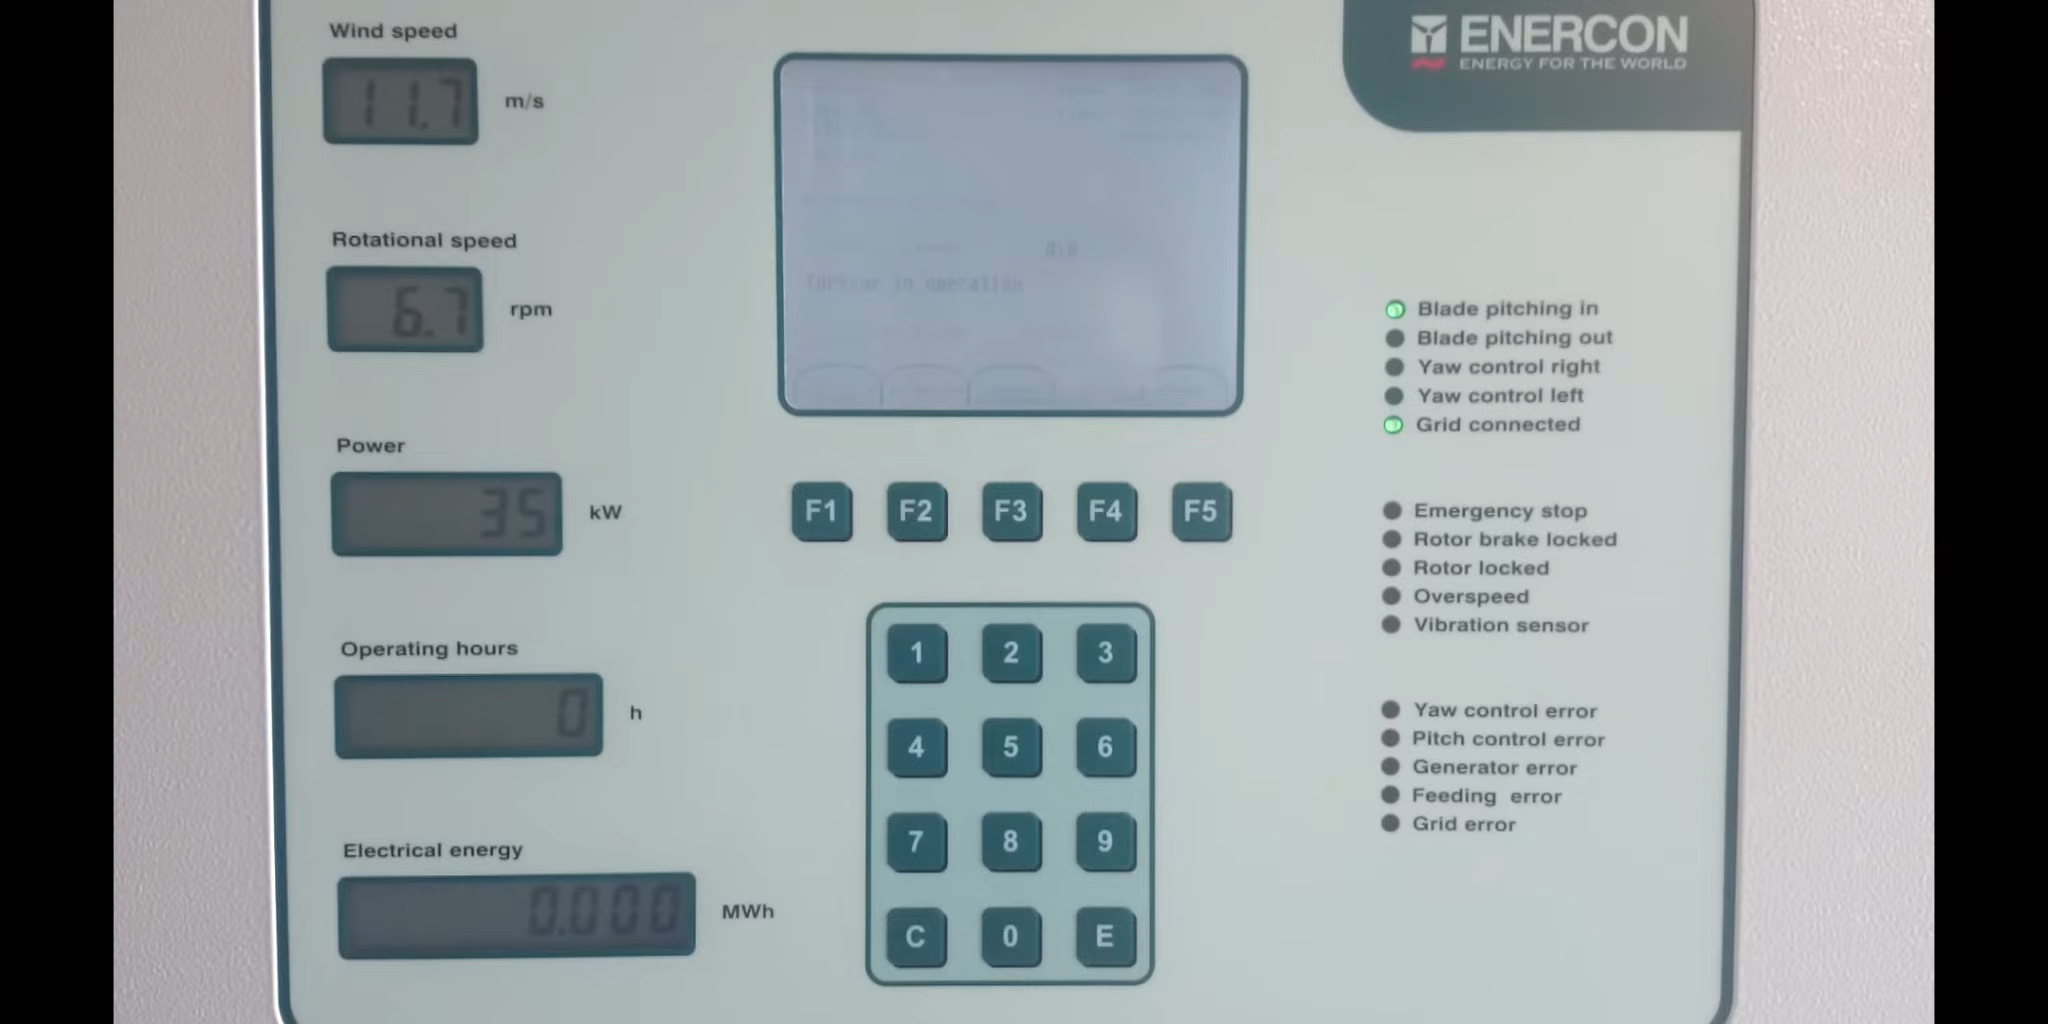 Wind speed
11.7 m/s
Rotational speed
6.7 rpm
Power
35 kW
Operating hours
0 h
Electrical energy
0.000 MWh
0:0
in operation
F1 F2 F3 F4 F5
1 2 3
4 5 6
7 8 9
C 0 E
ENERCON
ENERGY FOR THE WORLD
Blade pitching in
Blade pitching out
Yaw control right
Yaw control left
Grid connected
Emergency stop
Rotor brake locked
Rotor locked
Overspeed
Vibration sensor
Yaw control error
Pitch control error
Generator error
Feeding error
Grid error